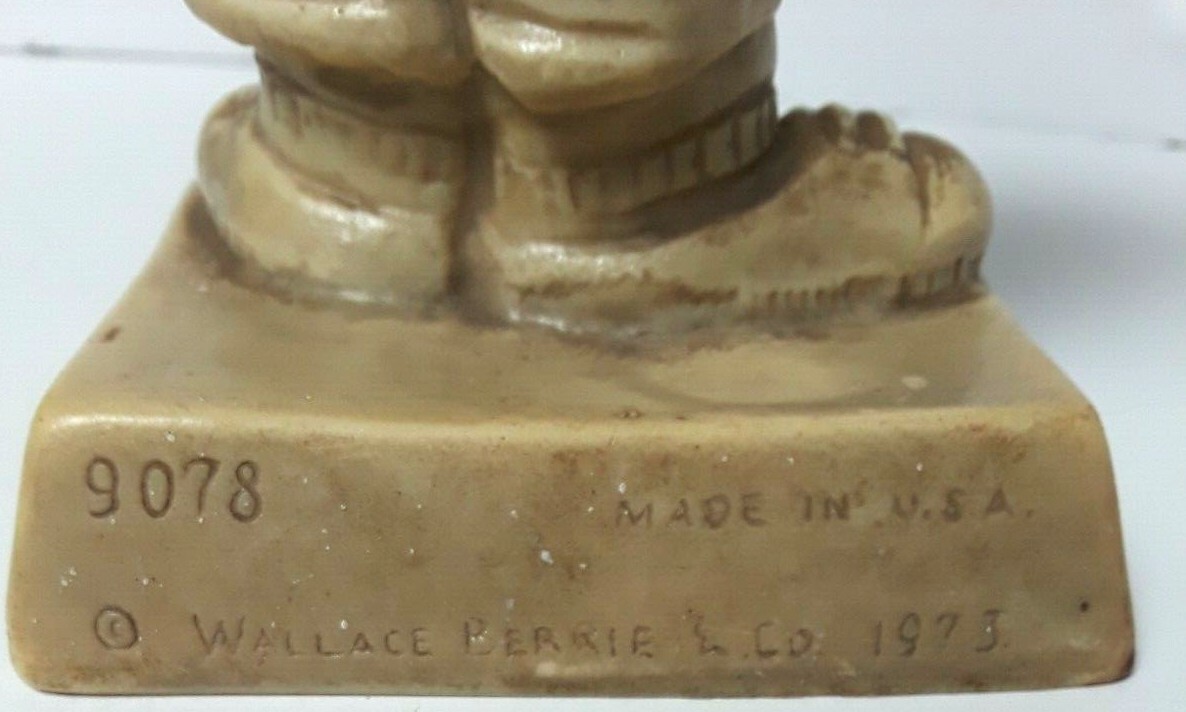 9078
MADE IN U.S.A.
© WALLACE BERRIE & CO. 1973